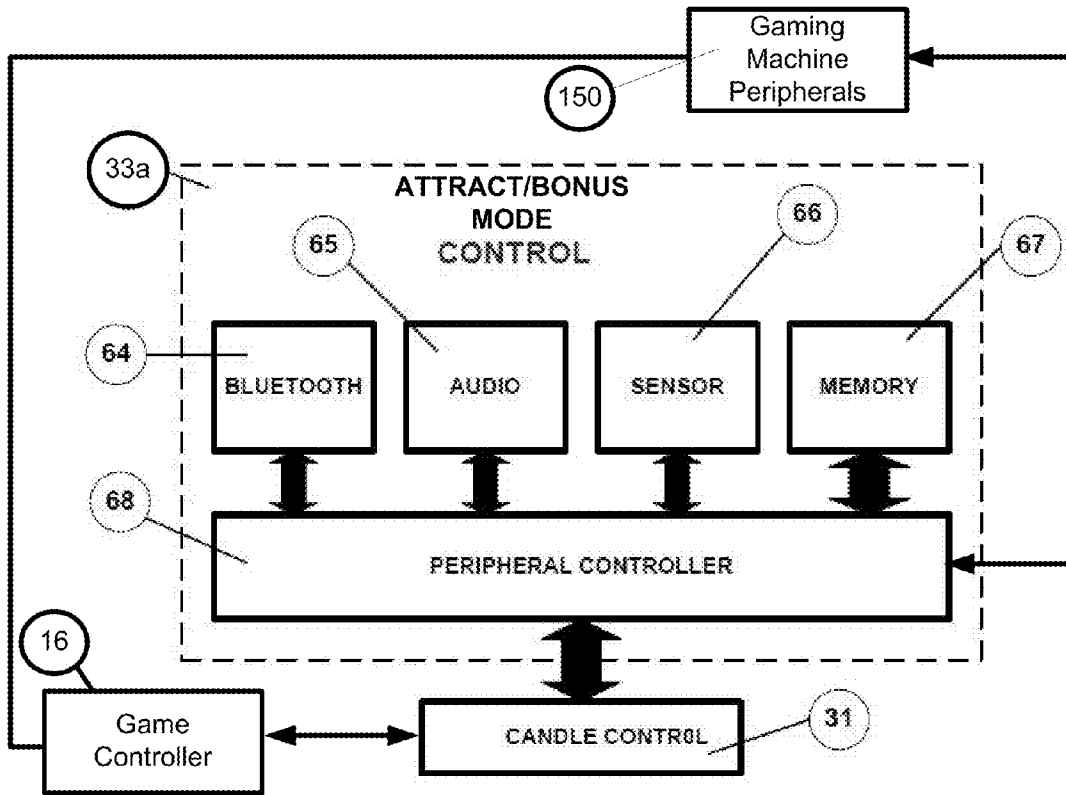 Gaming
Machine
Peripherals
150
33a
ATTRACT/BONUS
MODE
CONTROL
65
66
67
64
BLUETOOTH
AUDIO
SENSOR
MEMORY
68
PERIPHERAL CONTROLLER
16
Game
Controller
CANDLE CONTR0L
31